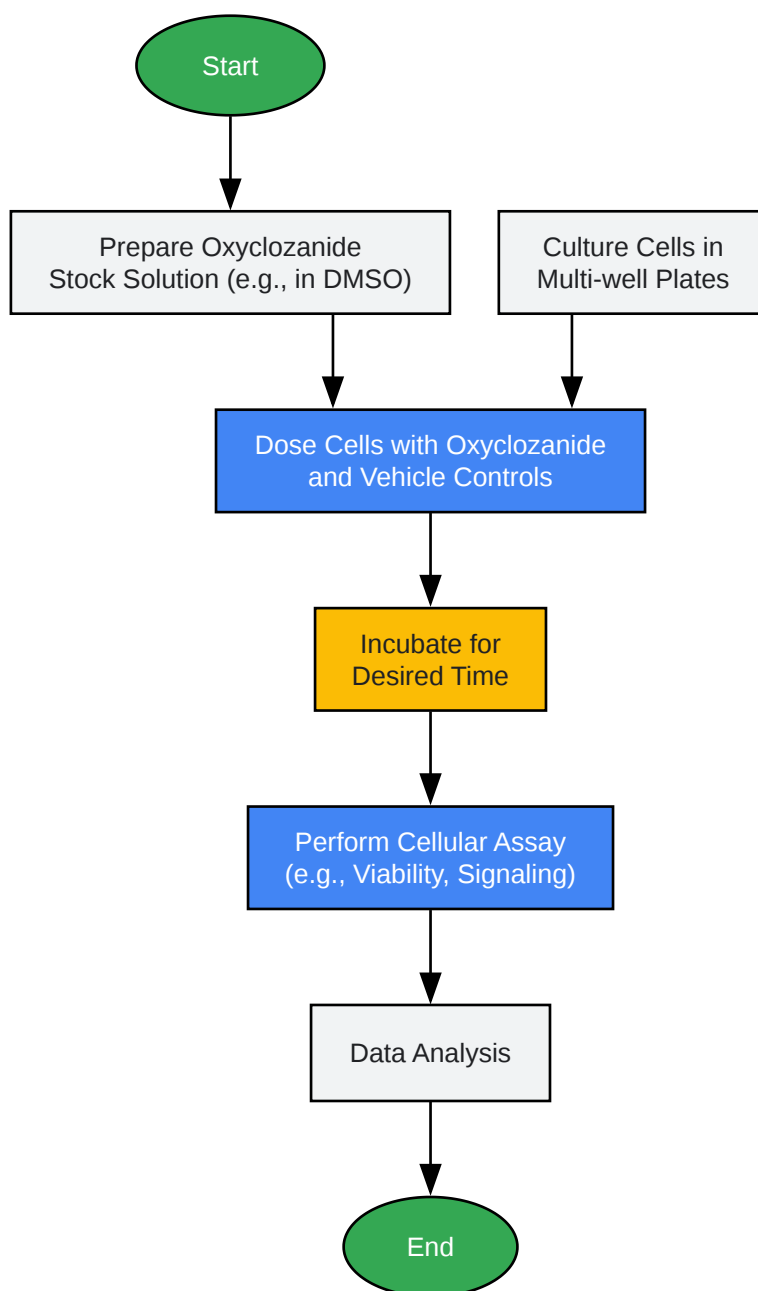 Start
Prepare Oxyclozanide
Stock Solution (e.g., in DMSO)
Culture Cells in
Multi-well Plates
Dose Cells with Oxyclozanide
and Vehicle Controls
Incubate for
Desired Time
Perform Cellular Assay
(e.g., Viability, Signaling)
Data Analysis
End